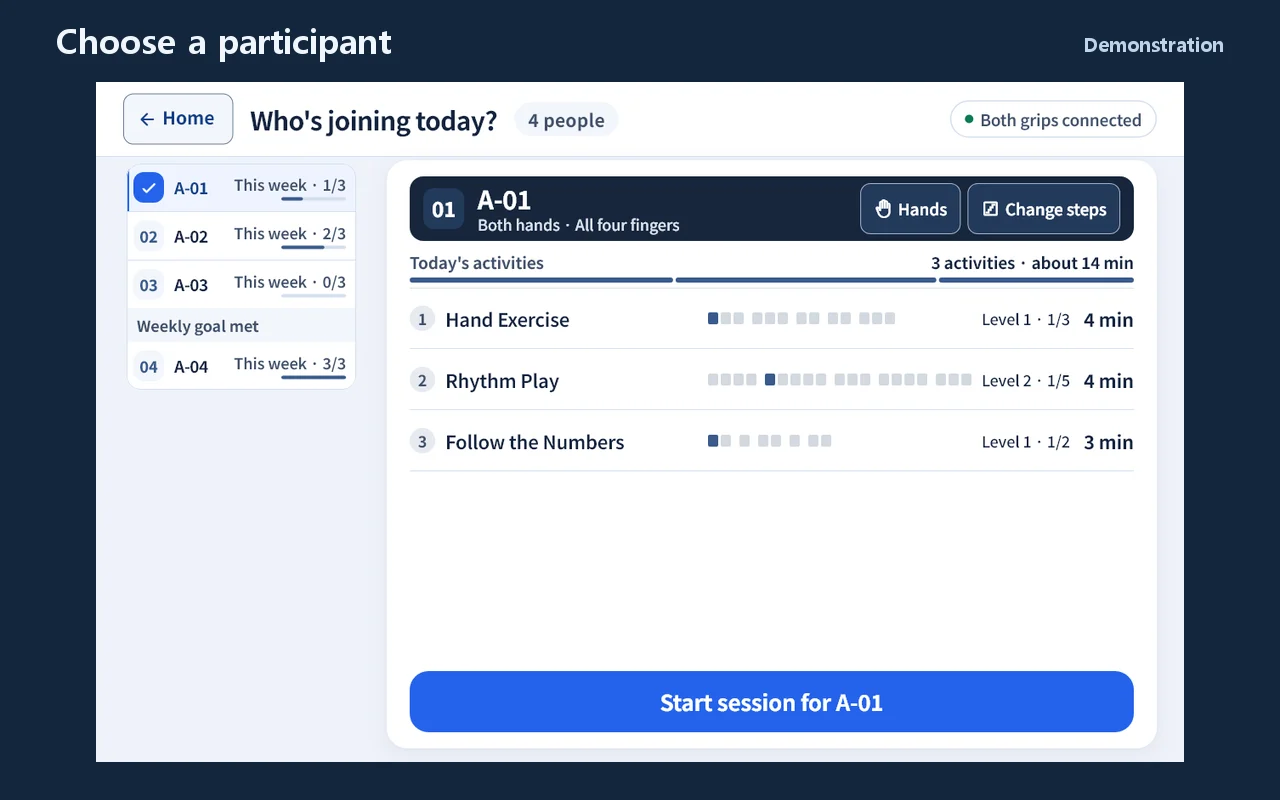 Choose a participant
Demonstration
← Home
Who's joining today?
4 people
Both grips connected
A-01
This week · 1/3
02
A-02
This week · 2/3
03
A-03
This week · 0/3
Weekly goal met
04
A-04
This week · 3/3
01
A-01
Both hands · All four fingers
Hands
Change steps
Today's activities
3 activities · about 14 min
1
Hand Exercise
Level 1 · 1/3
4 min
2
Rhythm Play
Level 2 · 1/5
4 min
3
Follow the Numbers
Level 1 · 1/2
3 min
Start session for A-01